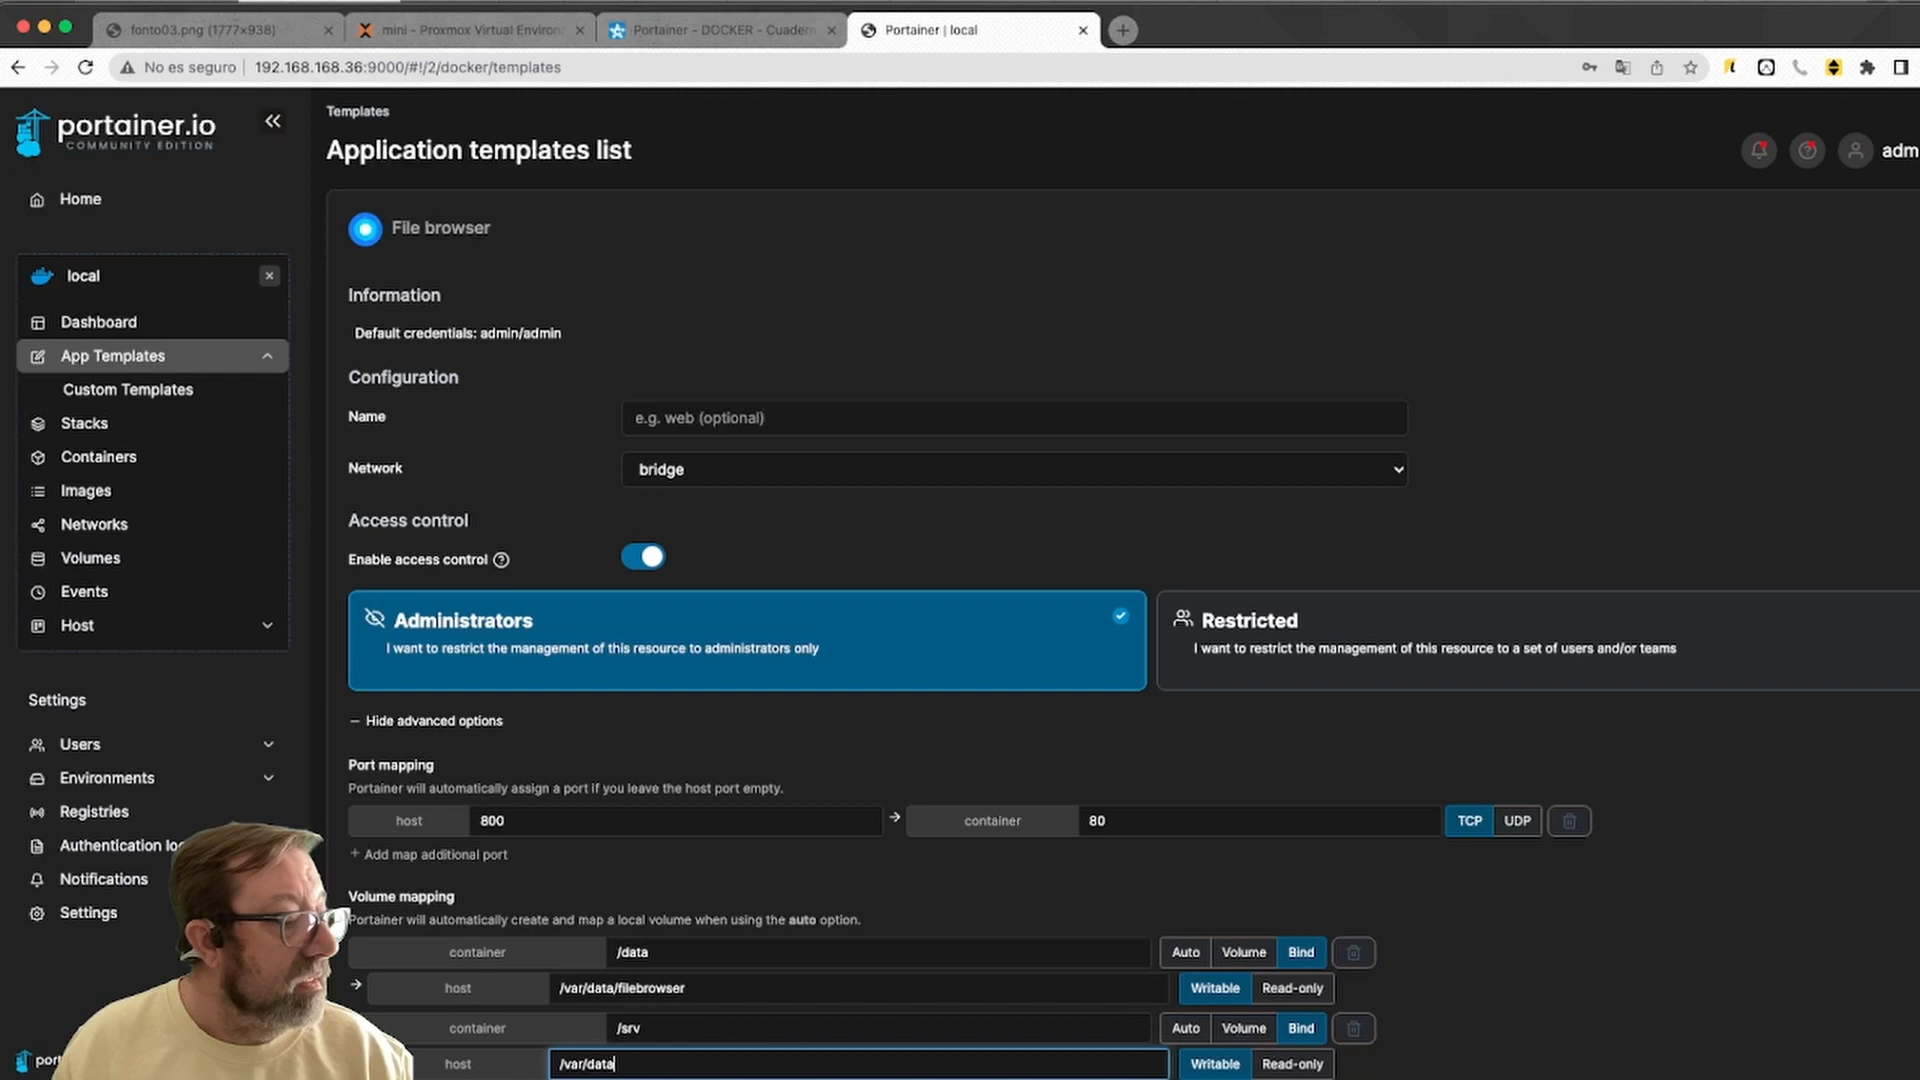 fonto03.png (1777×938)
mini - Proxmox Virtual Environ
Portainer - DOCKER - Cuadern
Portainer | local
No es seguro
192.168.168.36:9000/#!/2/docker/templates
portainer.io
COMMUNITY EDITION
Templates
Application templates list
adm
Home
File browser
local
Information
Dashboard
Default credentials: admin/admin
App Templates
Configuration
Custom Templates
Name
e.g. web (optional)
Stacks
Containers
Network
bridge
Images
Networks
Access control
Volumes
Enable access control
Events
Host
Administrators
I want to restrict the management of this resource to administrators only
Restricted
I want to restrict the management of this resource to a set of users and/or teams
Settings
Hide advanced options
Users
Environments
Port mapping
Portainer will automatically assign a port if you leave the host port empty.
Registries
host
800
container
80
TCP
UDP
Authentication lo
+ Add map additional port
Notifications
Volume mapping
Settings
Portainer will automatically create and map a local volume when using the auto option.
container
/data
Auto
Volume
Bind
host
/var/data/filebrowser
Writable
Read-only
container
/srv
Auto
Volume
Bind
port
host
/var/data
Writable
Read-only